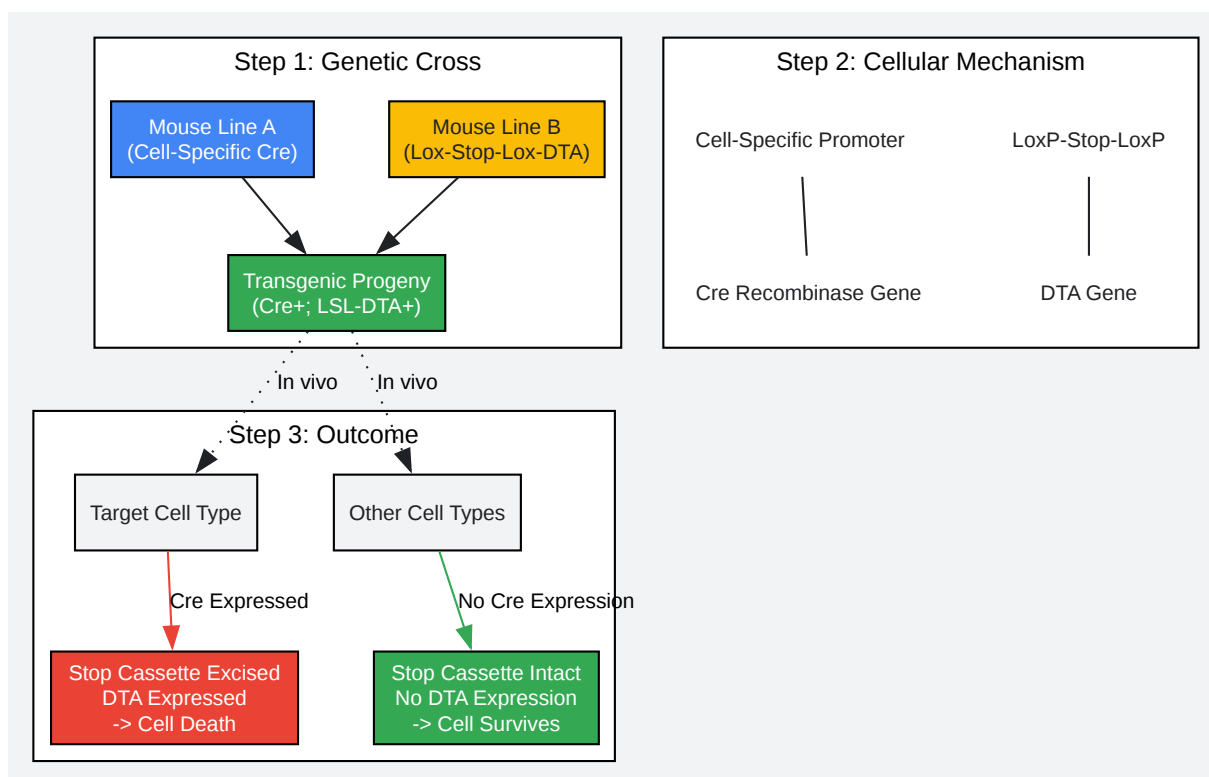 Step 1: Genetic Cross
Mouse Line A
(Cell-Specific Cre)
Mouse Line B
(Lox-Stop-Lox-DTA)
Transgenic Progeny
(Cre+; LSL-DTA+)
Step 2: Cellular Mechanism
Cell-Specific Promoter
LoxP-Stop-LoxP
Cre Recombinase Gene
DTA Gene
In vivo
In vivo
Step 3: Outcome
Target Cell Type
Other Cell Types
Cre Expressed
No Cre Expression
Stop Cassette Excised
DTA Expressed
-> Cell Death
Stop Cassette Intact
No DTA Expression
-> Cell Survives